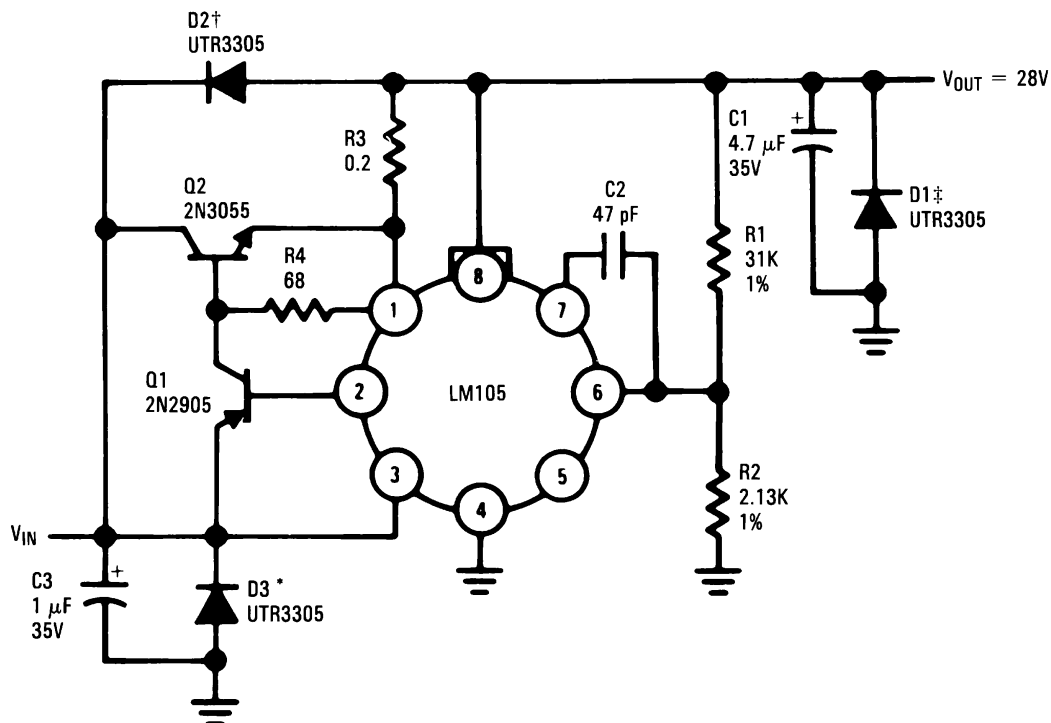 D2†
UTR3305
V_OUT = 28V
C1
4.7 μF
35V
+
R3
0.2
Q2
2N3055
C2
47 pF
D1‡
UTR3305
R4
68
R1
31K
1%
8
1
7
Q1
2N2905
2
LM105
6
3
5
4
R2
2.13K
1%
V_IN
C3
1 μF
35V
+
D3 *
UTR3305